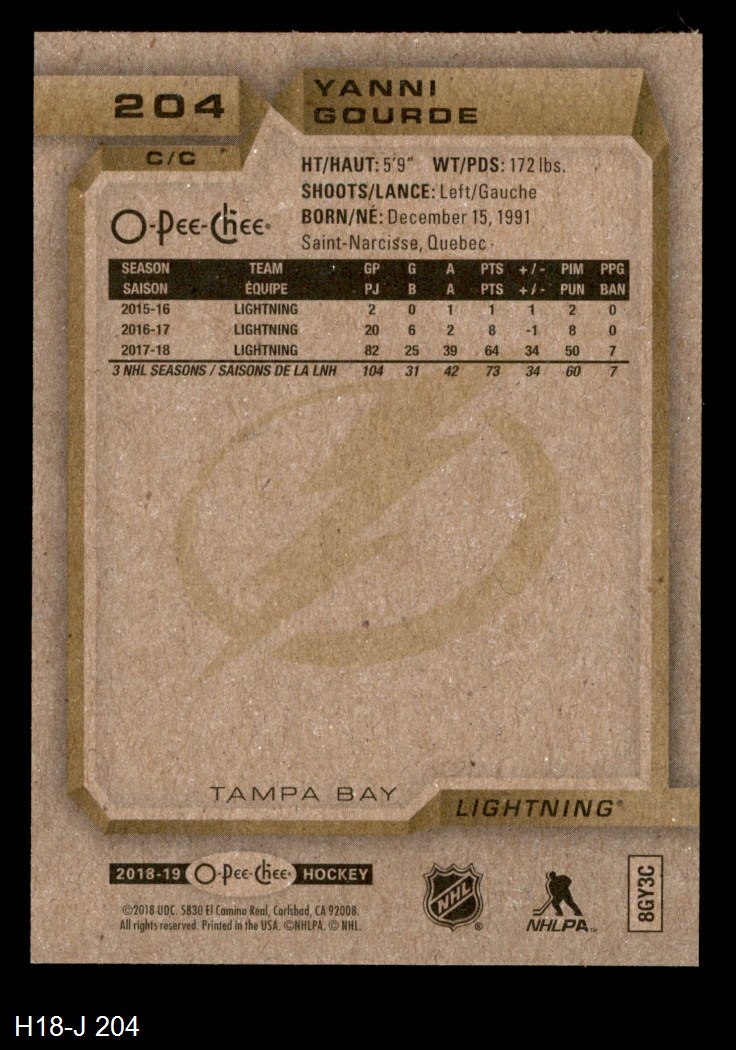 204
YANNI
GOURDE
C/C
HT/HAUT: 5'9" WT/PDS: 172 lbs.
SHOOTS/LANCE: Left/Gauche
BORN/NÉ: December 15, 1991
Saint-Narcisse, Quebec
O-Pee-Chee
SEASON TEAM GP G A PTS +/- PIM PPG
SAISON ÉQUIPE PJ B A PTS +/- PUN BAN
2015-16 LIGHTNING 2 0 1 1 1 2 0
2016-17 LIGHTNING 20 6 2 8 -1 8 0
2017-18 LIGHTNING 82 25 39 64 34 50 7
3 NHL SEASONS / SAISONS DE LA LNH 104 31 42 73 34 60 7
TAMPA BAY LIGHTNING®
2018-19 O-Pee-Chee® HOCKEY
©2018 UDC. 5830 El Camino Real, Carlsbad, CA 92008.
All rights reserved. Printed in the USA. ©NHLPA. © NHL.
NHL®
NHLPA™
8GY3C
H18-J 204